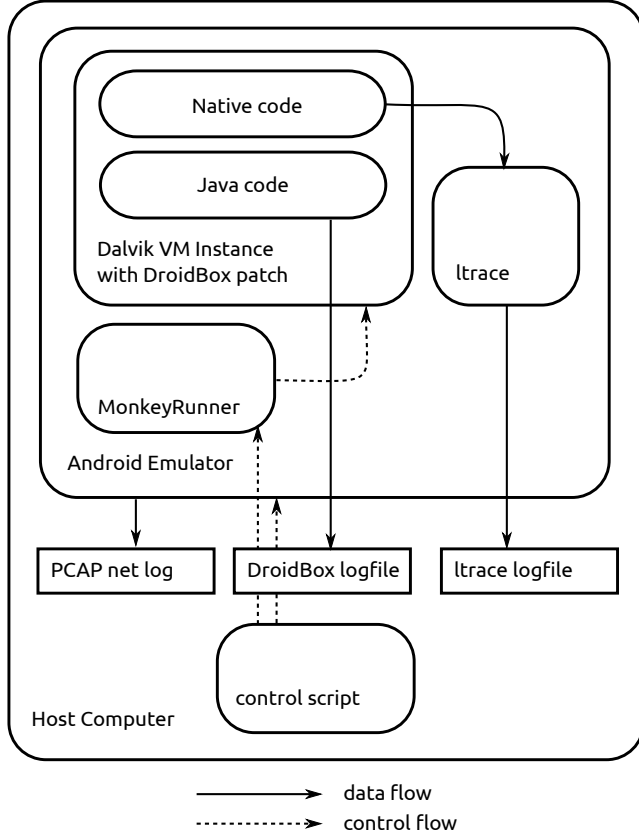 Native code
Java code
Dalvik VM Instance
with DroidBox patch
ltrace
MonkeyRunner
Android Emulator
PCAP net log
DroidBox logfile
ltrace logfile
control script
Host Computer
data flow
control flow